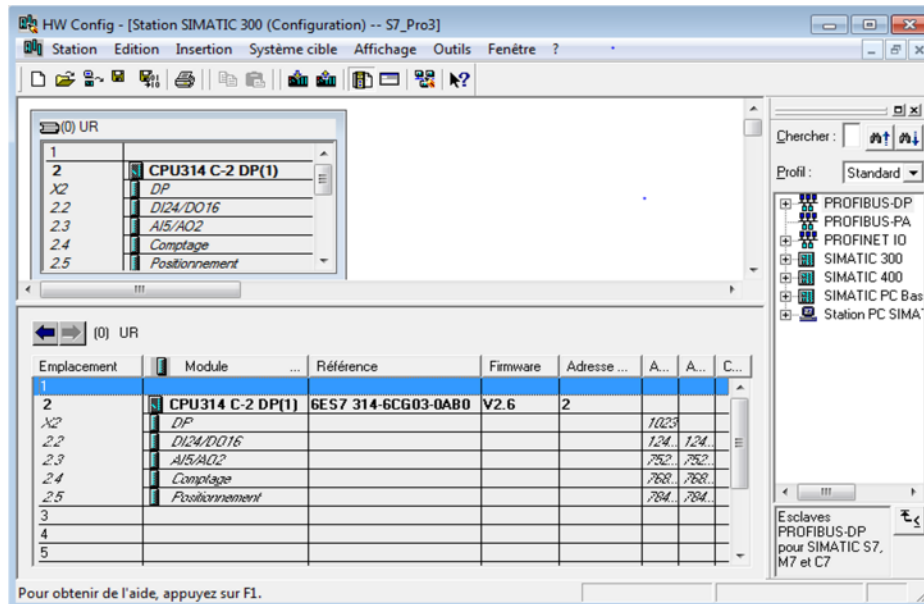 HW Config - [Station SIMATIC 300 (Configuration) -- S7_Pro3]
Station Edition Insertion Système cible Affichage Outils Fenêtre ?
(0) UR
1
2 CPU314 C-2 DP(1)
X2 DP
2.2 DI24/DO16
2.3 AI5/AO2
2.4 Comptage
2.5 Positionnement
Chercher :
Profil : Standard
PROFIBUS-DP
PROFIBUS-PA
PROFINET IO
SIMATIC 300
SIMATIC 400
SIMATIC PC Bas
Station PC SIMA
(0) UR
Emplacement Module ... Référence Firmware Adresse ... A... A... C...
1
2 CPU314 C-2 DP(1) 6ES7 314-6CG03-0AB0 V2.6 2
X2 DP 1023
2.2 DI24/DO16 124... 124...
2.3 AI5/AO2 752... 752...
2.4 Comptage 768... 768...
2.5 Positionnement 784... 784...
3
4
5
Esclaves
PROFIBUS-DP
pour SIMATIC S7,
M7 et C7
Pour obtenir de l'aide, appuyez sur F1.